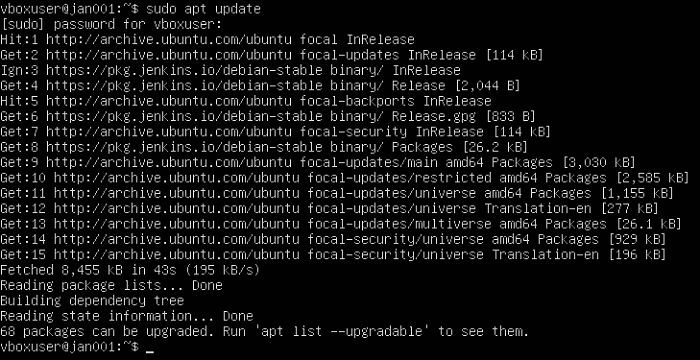 vboxuser@jan001:~$ sudo apt update
[sudo] password for vboxuser:
Hit:1 http://archive.ubuntu.com/ubuntu focal InRelease
Get:2 http://archive.ubuntu.com/ubuntu focal-updates InRelease [114 kB]
Ign:3 https://pkg.jenkins.io/debian-stable binary/ InRelease
Get:4 https://pkg.jenkins.io/debian-stable binary/ Release [2,044 B]
Hit:5 http://archive.ubuntu.com/ubuntu focal-backports InRelease
Get:6 https://pkg.jenkins.io/debian-stable binary/ Release.gpg [833 B]
Get:7 http://archive.ubuntu.com/ubuntu focal-security InRelease [114 kB]
Get:8 https://pkg.jenkins.io/debian-stable binary/ Packages [26.2 kB]
Get:9 http://archive.ubuntu.com/ubuntu focal-updates/main amd64 Packages [3,030 kB]
Get:10 http://archive.ubuntu.com/ubuntu focal-updates/restricted amd64 Packages [2,585 kB]
Get:11 http://archive.ubuntu.com/ubuntu focal-updates/universe amd64 Packages [1,155 kB]
Get:12 http://archive.ubuntu.com/ubuntu focal-updates/universe Translation-en [277 kB]
Get:13 http://archive.ubuntu.com/ubuntu focal-updates/multiverse amd64 Packages [26.1 kB]
Get:14 http://archive.ubuntu.com/ubuntu focal-security/universe amd64 Packages [929 kB]
Get:15 http://archive.ubuntu.com/ubuntu focal-security/universe Translation-en [196 kB]
Fetched 8,455 kB in 43s (195 kB/s)
Reading package lists... Done
Building dependency tree
Reading state information... Done
68 packages can be upgraded. Run 'apt list --upgradable' to see them.
vboxuser@jan001:~$ _